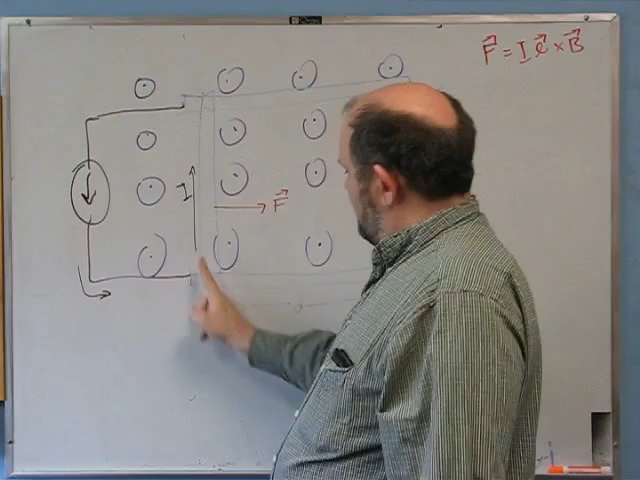 F⃗ = I ℓ⃗ × B⃗
I
F⃗